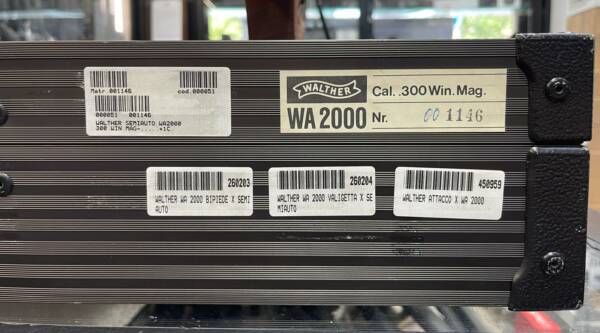 Matr.001146 cod.000051
000051 001146
WALTHER SEMIAUTO WA2000
300 WIN MAG-.... *1C.
WALTHER
WA 2000
Cal. .300 Win. Mag.
Nr. 001146
260203
WALTHER WA 2000 BIPIEDE X SEMI
AUTO
260204
WALTHER WA 2000 VALIGETTA X SE
MIAUTO
450959
WALTHER ATTACCO X WA 2000